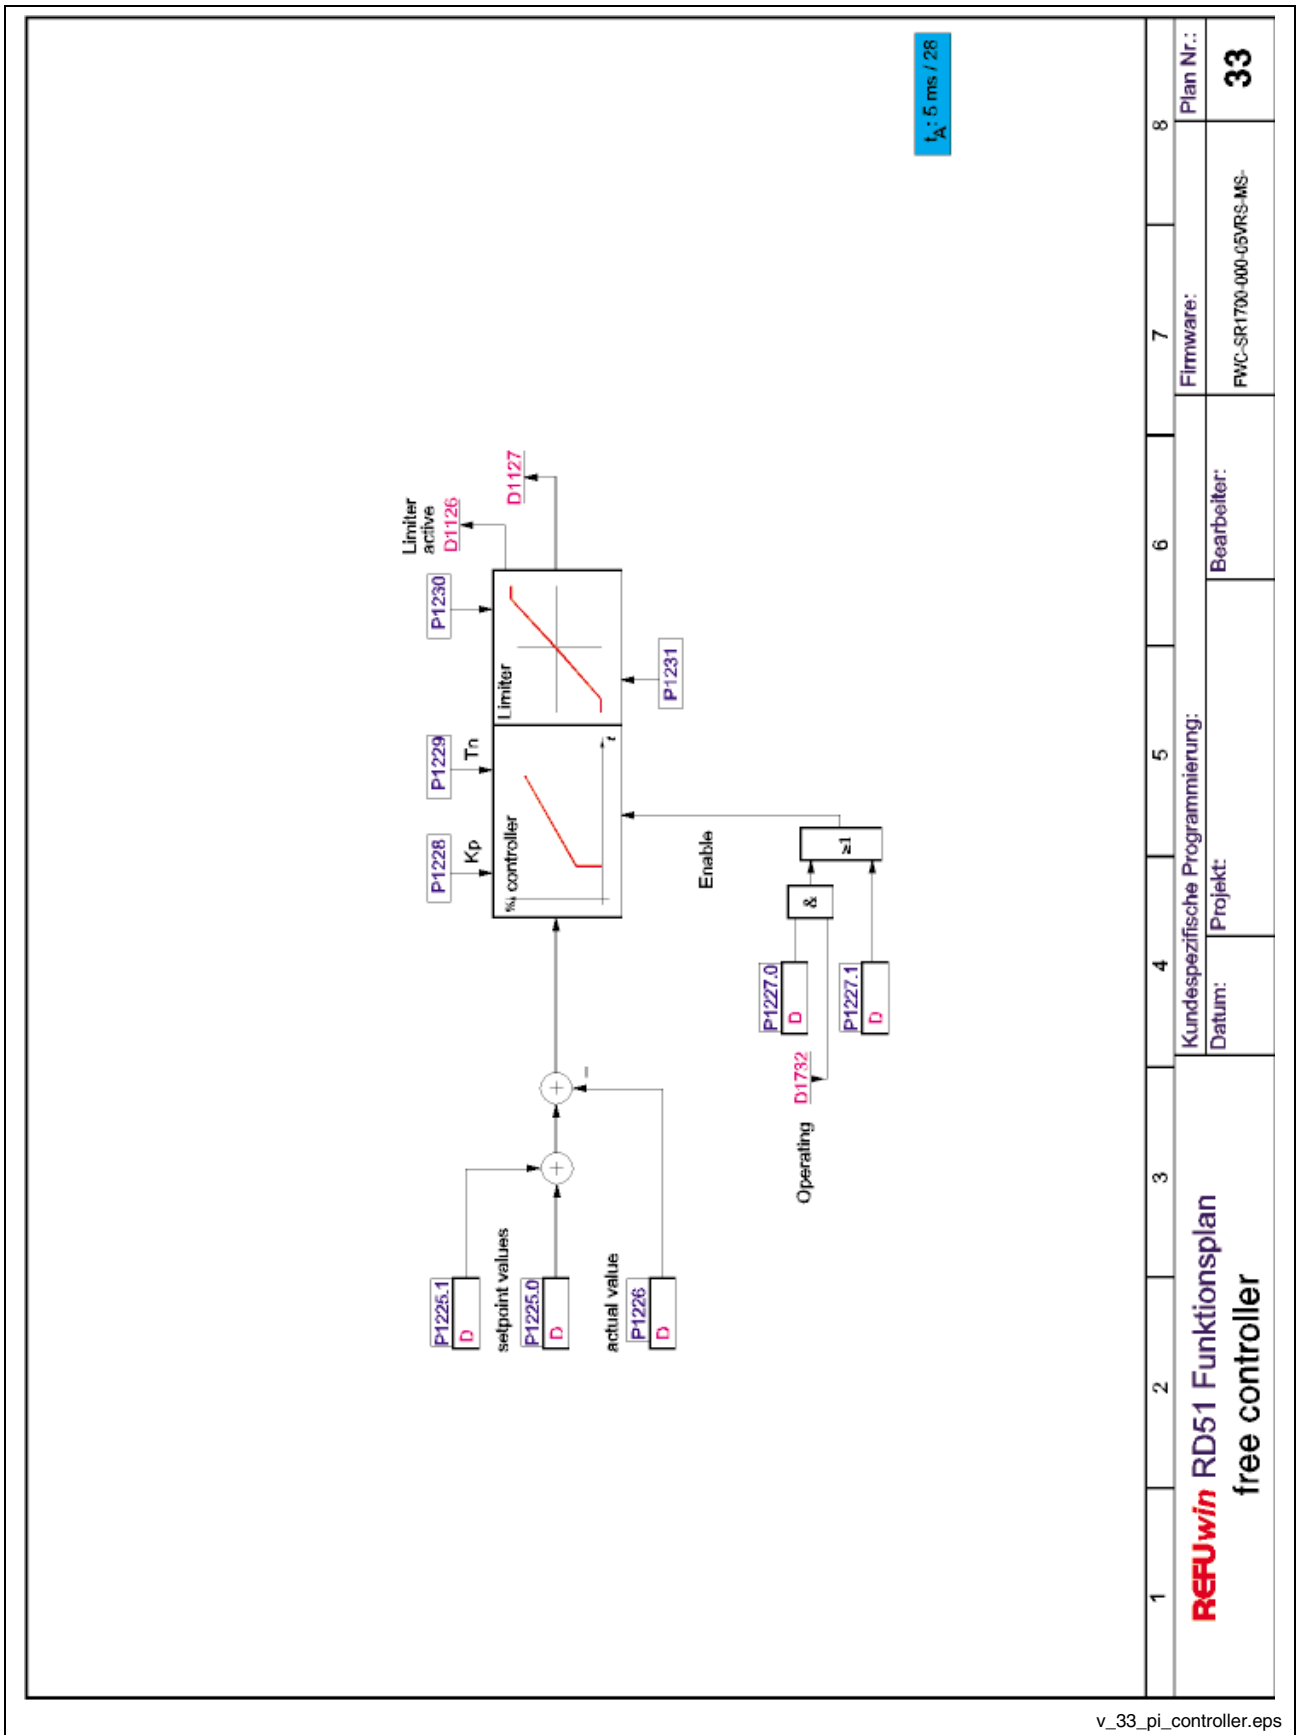 tA: 5 ms / 28
Limiter
active
D1126
D1127
P1228
Kp
P1229
Tn
P1230
% controller
t
Limiter
P1231
P1225.1
D
setpoint values
P1225.0
D
actual value
P1226
D
+
+
−
Enable
≥1
&
P1227.0
D
P1227.1
D
Operating
D1732
1 2 3 4 5 6 7 8
REFUwin RD51 Funktionsplan
free controller
Kundespezifische Programmierung:
Datum:
Projekt:
Bearbeiter:
Firmware:
FWC-SR1700-000-05VRS-MS-
Plan Nr.:
33
v_33_pi_controller.eps